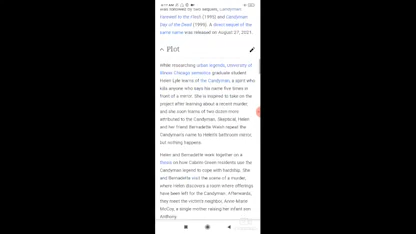 was followed by two sequels, Candyman:
Farewell to the Flesh (1995) and Candyman:
Day of the Dead (1999). A direct sequel of the
same name was released on August 27, 2021.
Plot
While researching urban legends, University of
Illinois Chicago semiotics graduate student
Helen Lyle learns of the Candyman, a spirit who
kills anyone who says his name five times in
front of a mirror. She is inspired to take on the
project after learning about a recent murder,
and she soon learns of two dozen more
attributed to the Candyman. Skeptical, Helen
and her friend Bernadette Walsh repeat the
Candyman's name to Helen's bathroom mirror,
but nothing happens.
Helen and Bernadette work together on a
thesis on how Cabrini-Green residents use the
Candyman legend to cope with hardship. She
and Bernadette visit the scene of a murder,
where Helen discovers a room where offerings
have been left for the Candyman. Afterwards,
they meet the victim's neighbor, Anne-Marie
McCoy, a single mother raising her infant son
Anthony.